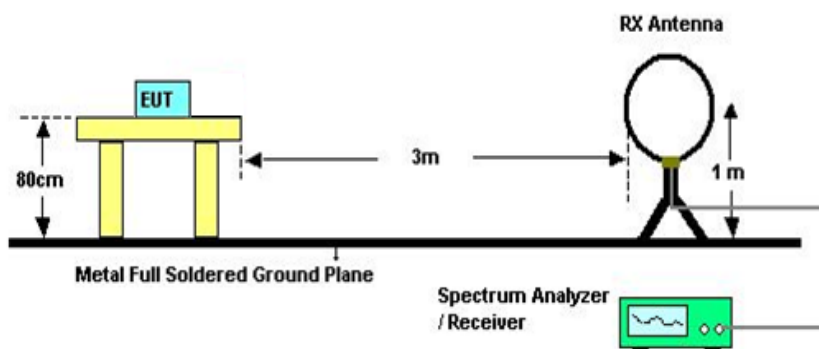 RX Antenna
EUT
3m
80cm
1 m
Metal Full Soldered Ground Plane
Spectrum Analyzer
/ Receiver